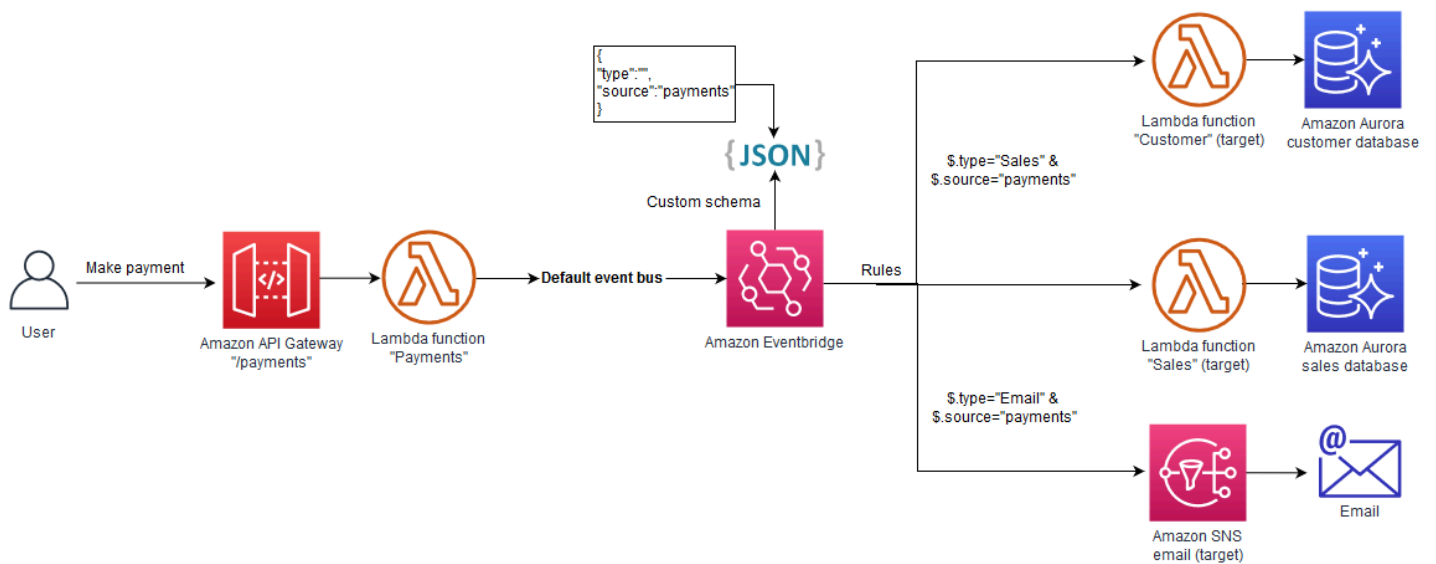 {
"type":"",
"source":"payments"
}
{JSON}
Custom schema
Make payment
User
Amazon API Gateway
"/payments"
Lambda function
"Payments"
Default event bus
Amazon Eventbridge
Rules
$.type="Sales" &
$.source="payments"
$.type="Email" &
$.source="payments"
Lambda function
"Customer" (target)
Amazon Aurora
customer database
Lambda function
"Sales" (target)
Amazon Aurora
sales database
Amazon SNS
email (target)
@
Email